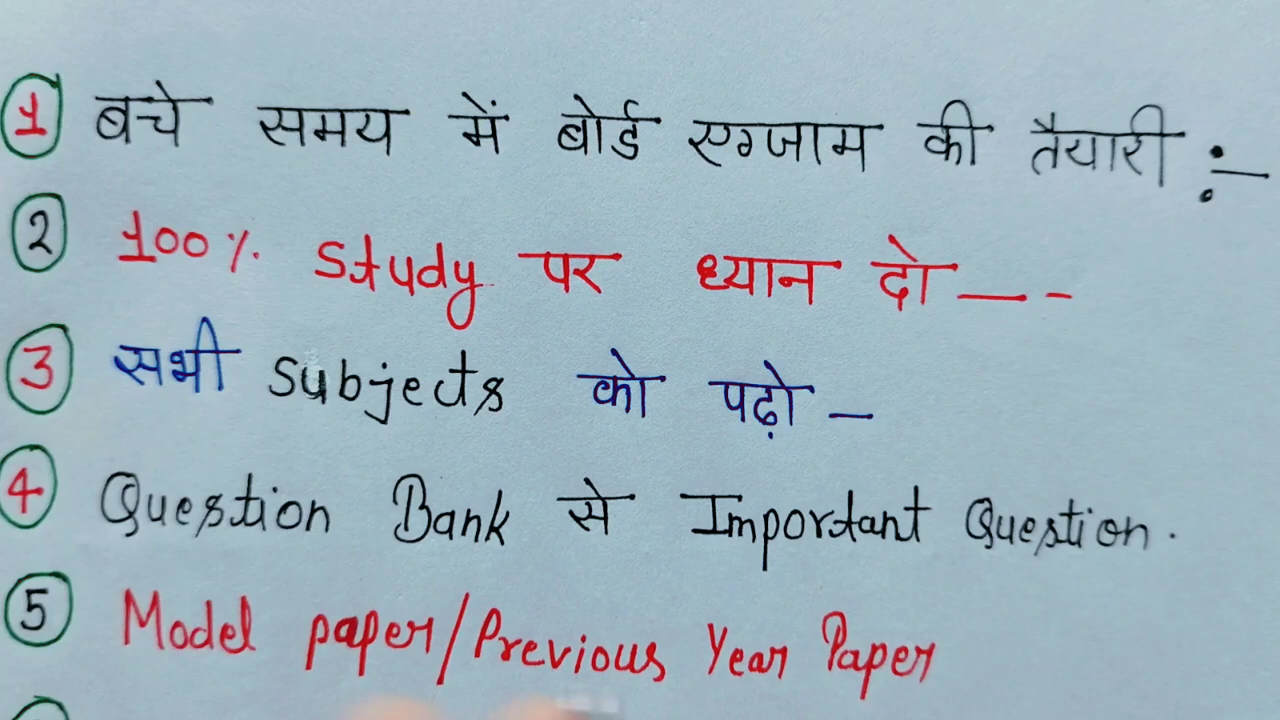 1 बचे समय में बोर्ड एग्जाम की तैयारी :-
2 100% Study पर ध्यान दो — -
3 सभी Subjects को पढ़ो -
4 Question Bank से Important Question.
5 Model paper/Previous Year Paper